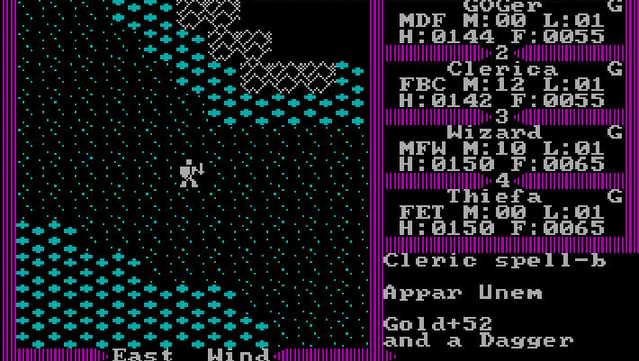 GOGer G
MDF M:00 L:01
H:0144 F:0055
2
Clerica G
FBC M:12 L:01
H:0142 F:0055
3
Wizard G
MFW M:10 L:01
H:0150 F:0065
4
Thiefa G
FET M:00 L:01
H:0150 F:0065
Cleric spell-b
Appar Unem
Gold+52
and a Dagger
East Wind